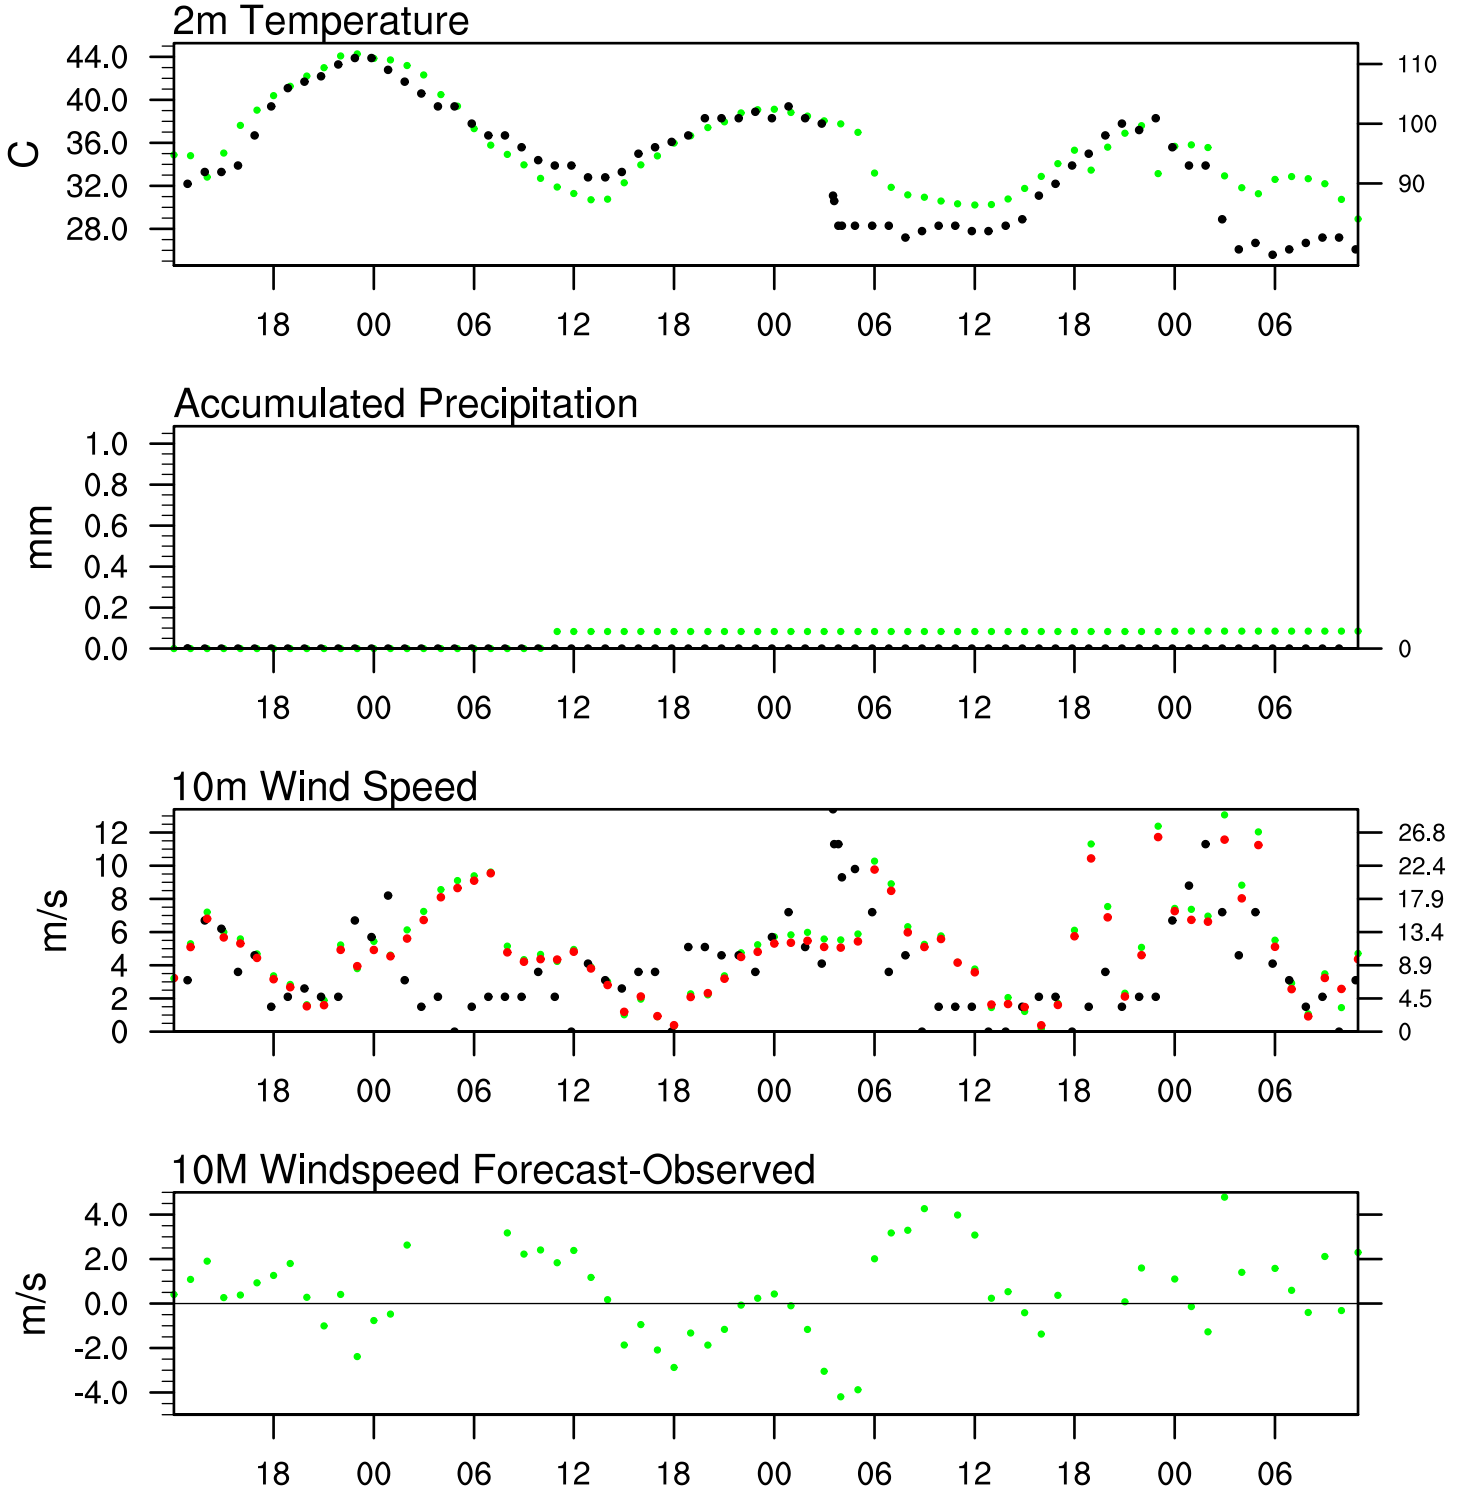 2m Temperature
44.0
40.0
36.0
32.0
28.0
C
110
100
90
18 00 06 12 18 00 06 12 18 00 06
Accumulated Precipitation
1.0
0.8
0.6
0.4
0.2
0.0
mm
0
18 00 06 12 18 00 06 12 18 00 06
10m Wind Speed
12
10
8
6
4
2
0
m/s
26.8
22.4
17.9
13.4
8.9
4.5
0
18 00 06 12 18 00 06 12 18 00 06
10M Windspeed Forecast-Observed
4.0
2.0
0.0
-2.0
-4.0
m/s
18 00 06 12 18 00 06 12 18 00 06